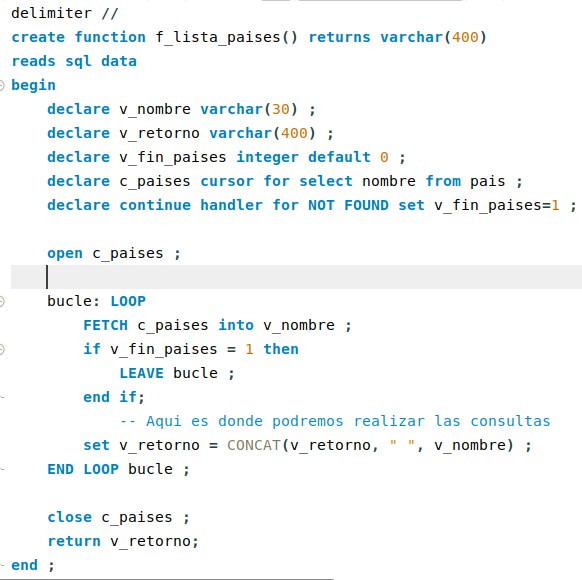 delimiter //
create function f_lista_paises() returns varchar(400)
reads sql data
begin
    declare v_nombre varchar(30) ;
    declare v_retorno varchar(400) ;
    declare v_fin_paises integer default 0 ;
    declare c_paises cursor for select nombre from pais ;
    declare continue handler for NOT FOUND set v_fin_paises=1 ;

    open c_paises ;

    bucle: LOOP
        FETCH c_paises into v_nombre ;
        if v_fin_paises = 1 then
            LEAVE bucle ;
        end if;
            -- Aqui es donde podremos realizar las consultas
        set v_retorno = CONCAT(v_retorno, " ", v_nombre) ;
    END LOOP bucle ;

    close c_paises ;
    return v_retorno;
end ;